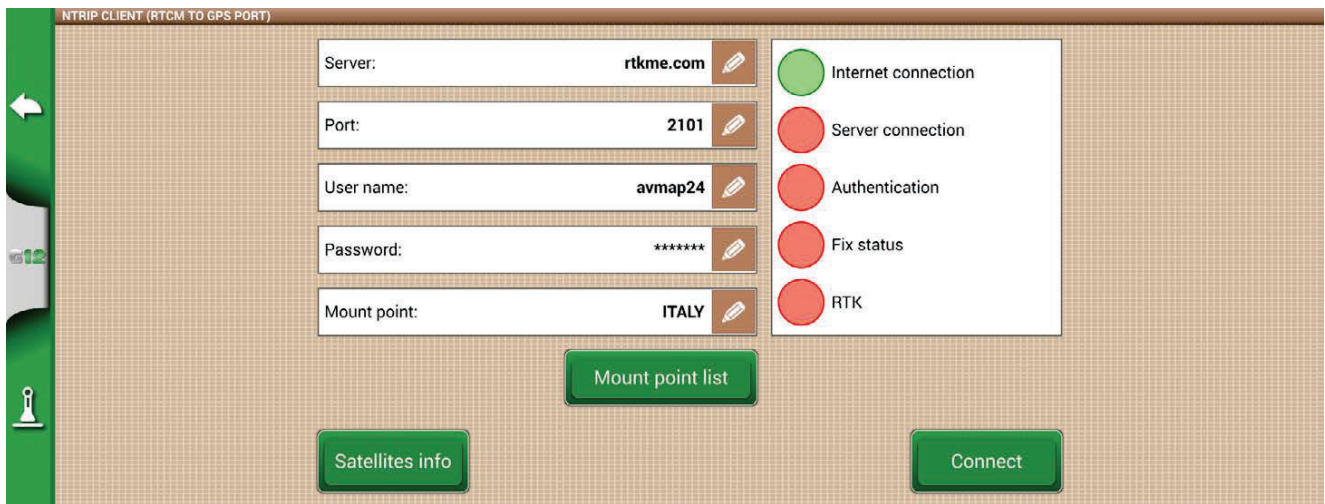 NTRIP CLIENT (RTCM TO GPS PORT)
Server: rtkme.com
Port: 2101
User name: avmap24
Password: *******
Mount point: ITALY
Internet connection
Server connection
Authentication
Fix status
RTK
G12
Mount point list
Satellites info
Connect